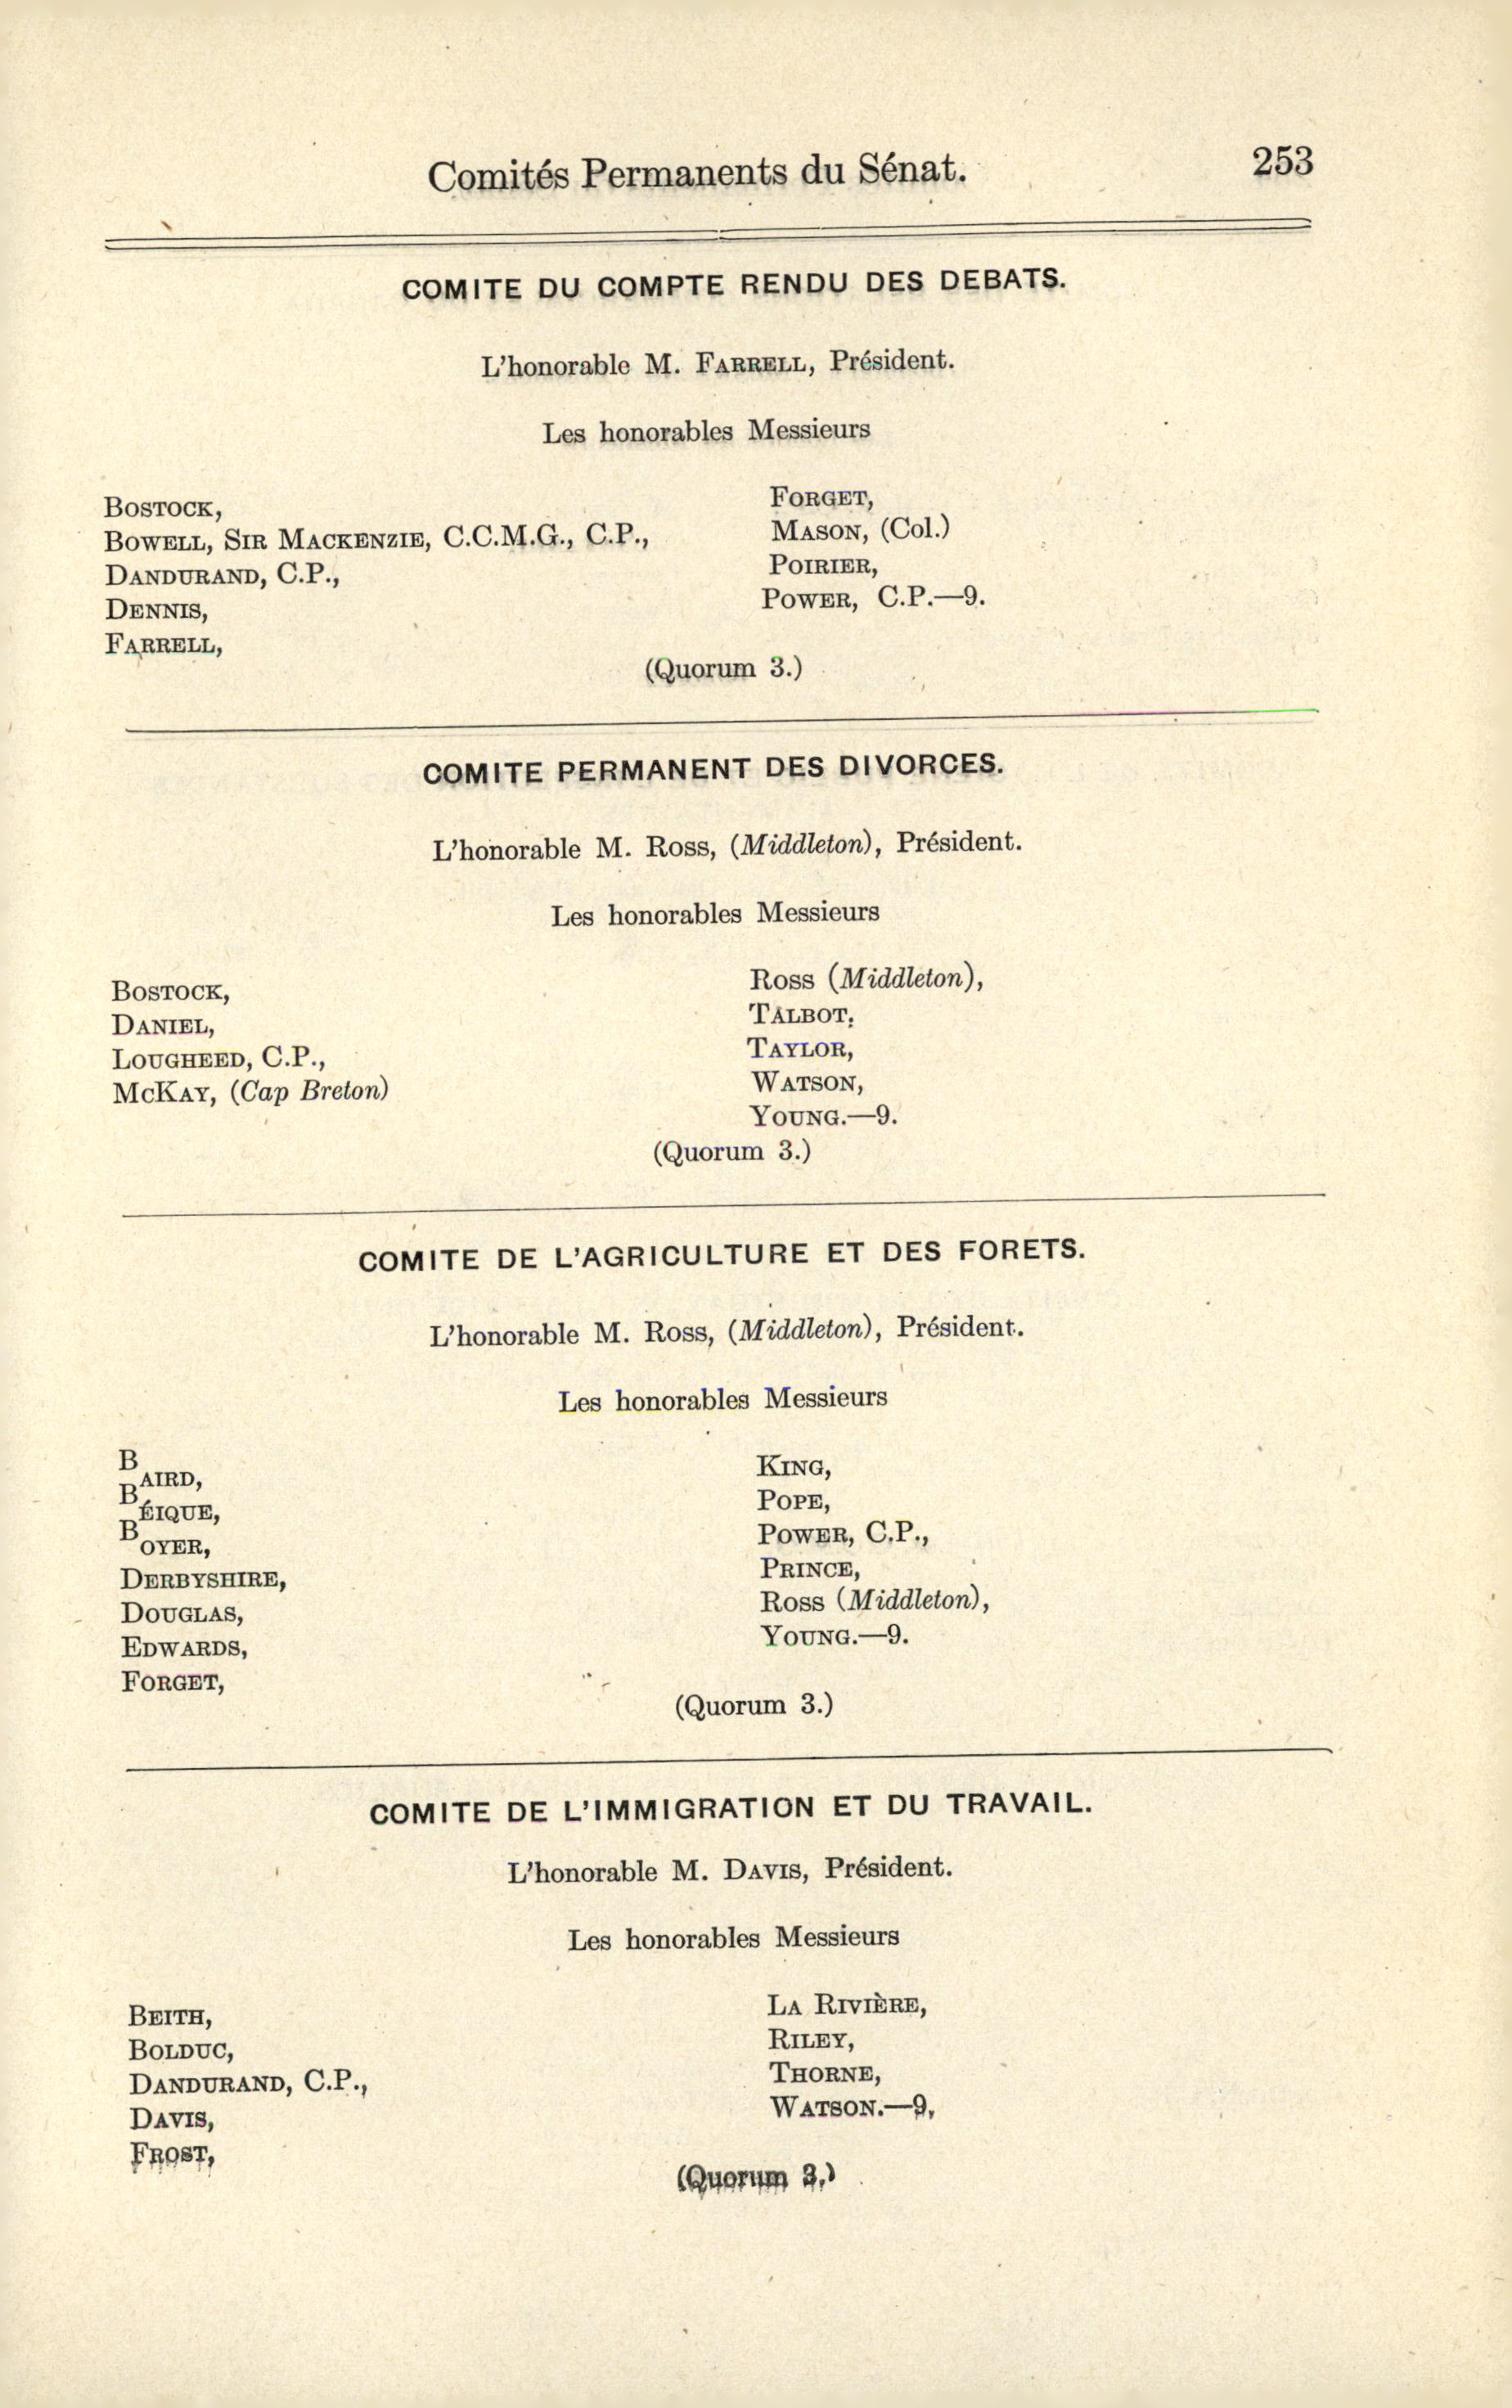 Comités Permanents du Sénat.
253
COMITE DU COMPTE RENDU DES DEBATS.
L'honorable M. FARRELL, Président.
Les honorables Messieurs
BOSTOCK,
BOWELL, SIR MACKENZIE, C.C.M.G., C.P.,
DANDURAND, C.P.,
DENNIS,
FARRELL,
FORGET,
MASON, (Col.)
POIRIER,
POWER, C.P.—9.
(Quorum 3.)
COMITE PERMANENT DES DIVORCES.
L'honorable M. Ross, (Middleton), Président.
Les honorables Messieurs
BOSTOCK,
DANIEL,
LOUGHEED, C.P.,
MCKAY, (Cap Breton)
ROSS (Middleton),
TALBOT,
TAYLOR,
WATSON,
YOUNG.—9.
(Quorum 3.)
COMITE DE L'AGRICULTURE ET DES FORETS.
L'honorable M. Ross, (Middleton), Président.
Les honorables Messieurs
BAIRD,
BÉIQUE,
BOYER,
DERBYSHIRE,
DOUGLAS,
EDWARDS,
FORGET,
KING,
POPE,
POWER, C.P.,
PRINCE,
ROSS (Middleton),
YOUNG.—9.
(Quorum 3.)
COMITE DE L'IMMIGRATION ET DU TRAVAIL.
L'honorable M. DAVIS, Président.
Les honorables Messieurs
BEITH,
BOLDUC,
DANDURAND, C.P.,
DAVIS,
FROST,
LA RIVIÈRE,
RILEY,
THORNE,
WATSON.—9,
(Quorum 3.)